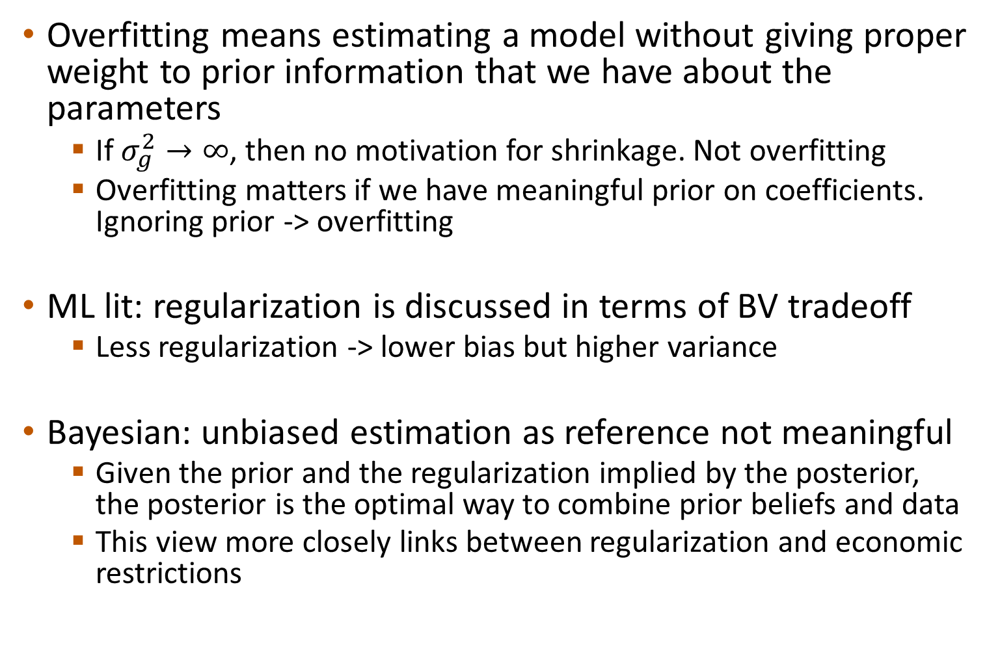 • Overfitting means estimating a model without giving proper
weight to prior information that we have about the
parameters
▪ If $\sigma_g^2 \to \infty$, then no motivation for shrinkage. Not overfitting
▪ Overfitting matters if we have meaningful prior on coefficients.
Ignoring prior -> overfitting
• ML lit: regularization is discussed in terms of BV tradeoff
▪ Less regularization -> lower bias but higher variance
• Bayesian: unbiased estimation as reference not meaningful
▪ Given the prior and the regularization implied by the posterior,
the posterior is the optimal way to combine prior beliefs and data
▪ This view more closely links between regularization and economic
restrictions